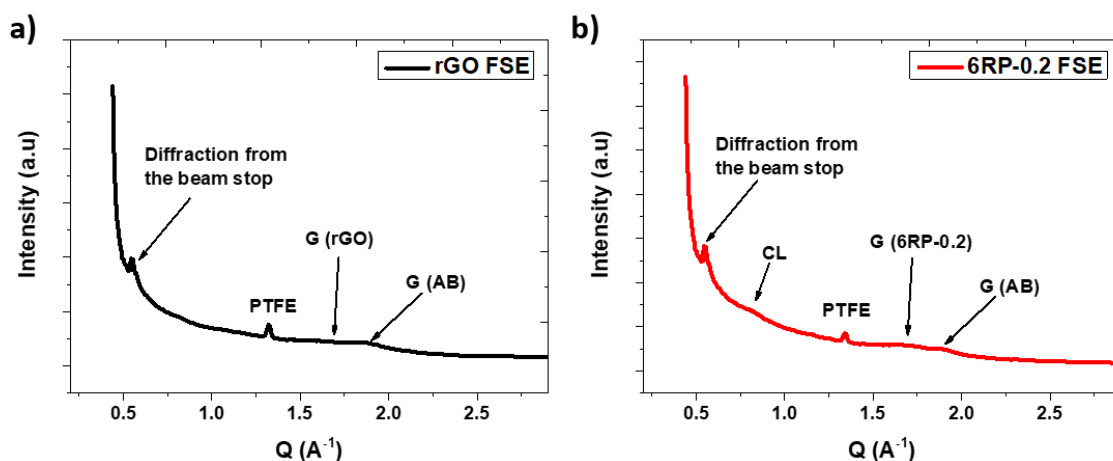 a)
rGO FSE
Diffraction from
the beam stop
G (rGO)
G (AB)
PTFE
Intensity (a.u)
0.5 1.0 1.5 2.0 2.5
Q (A⁻¹)
b)
6RP-0.2 FSE
Diffraction from
the beam stop
CL
G (6RP-0.2)
G (AB)
PTFE
Intensity (a.u)
0.5 1.0 1.5 2.0 2.5
Q (A⁻¹)